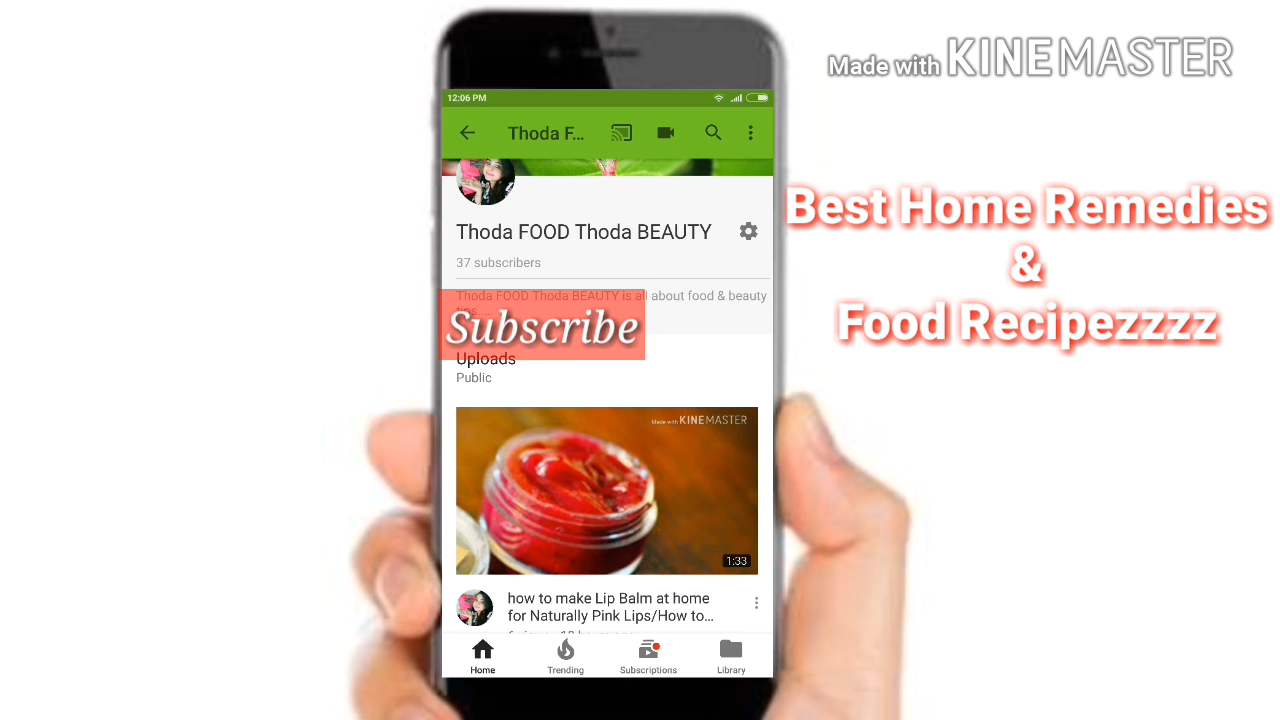 Made with KINEMASTER
12:06 PM
Thoda F...
Thoda FOOD Thoda BEAUTY
37 subscribers
Thoda FOOD Thoda BEAUTY is all about food & beauty
tips.....
Subscribe
Uploads
Public
Made with KINEMASTER
1:33
how to make Lip Balm at home
for Naturally Pink Lips/How to...
Home
Trending
Subscriptions
Library
Best Home Remedies
&
Food Recipezzzz